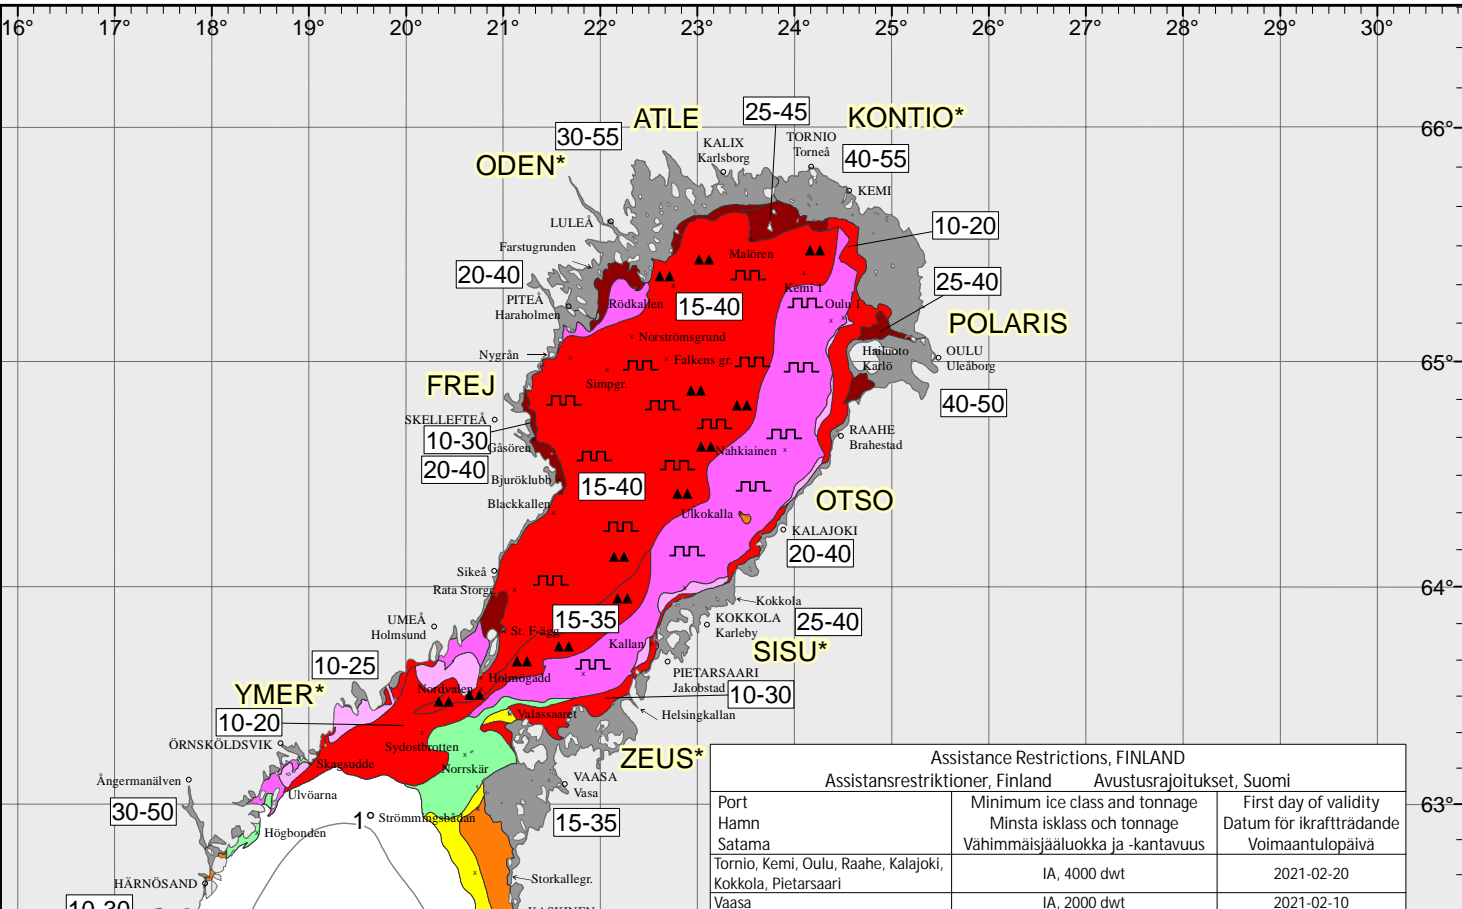 16° 17° 18° 19° 20° 21° 22° 23° 24° 25° 26° 27° 28° 29° 30°
25-45
ATLE
KONTIO*
66°
30-55
KALIX
Karlsborg
TORNIO
Torneå
40-55
ODEN*
KEMI
LULEÅ
10-20
Farstugrunden
Malören
20-40
25-40
Kemi 1
PITEÅ
Haraholmen
Rödkallen
15-40
Oulu 1
POLARIS
Norströmsgrund
Nygrån
Falkens gr.
Hailuoto
Karlö
OULU
Uleåborg
65°
FREJ
Simpgr.
40-50
SKELLEFTEÅ
10-30
Gåsören
RAAHE
Brahestad
20-40
Nahkiainen
Bjuröklubb
15-40
OTSO
Blackkallen
Ulkokalla
KALAJOKI
20-40
Sikeå
64°
Rata Storgr.
Kokkola
UMEÅ
Holmsund
15-35
KOKKOLA
Karleby
25-40
St. F-ägg
Kallan
SISU*
10-25
PIETARSAARI
Jakobstad
Holmögadd
YMER*
Nordvalen
10-30
10-20
Valassaaret
Helsingkallan
ÖRNSKÖLDSVIK
Sydostbrotten
ZEUS*
Skagsudde
Norrskär
Ångermanälven
VAASA
Vasa
Ulvöarna
30-50
1°
Strömmingsbådan
15-35
63°
Högbonden
HÄRNÖSAND
Storkallegr.
10-30
KASKINEN
Assistance Restrictions, FINLAND
Assistansrestriktioner, Finland Avustusrajoitukset, Suomi
Port Minimum ice class and tonnage First day of validity
Hamn Minsta isklass och tonnage Datum för ikraftträdande
Satama Vähimmäisjääluokka ja -kantavuus Voimaantulopäivä
Tornio, Kemi, Oulu, Raahe, Kalajoki,
Kokkola, Pietarsaari IA, 4000 dwt 2021-02-20
Vaasa IA, 2000 dwt 2021-02-10